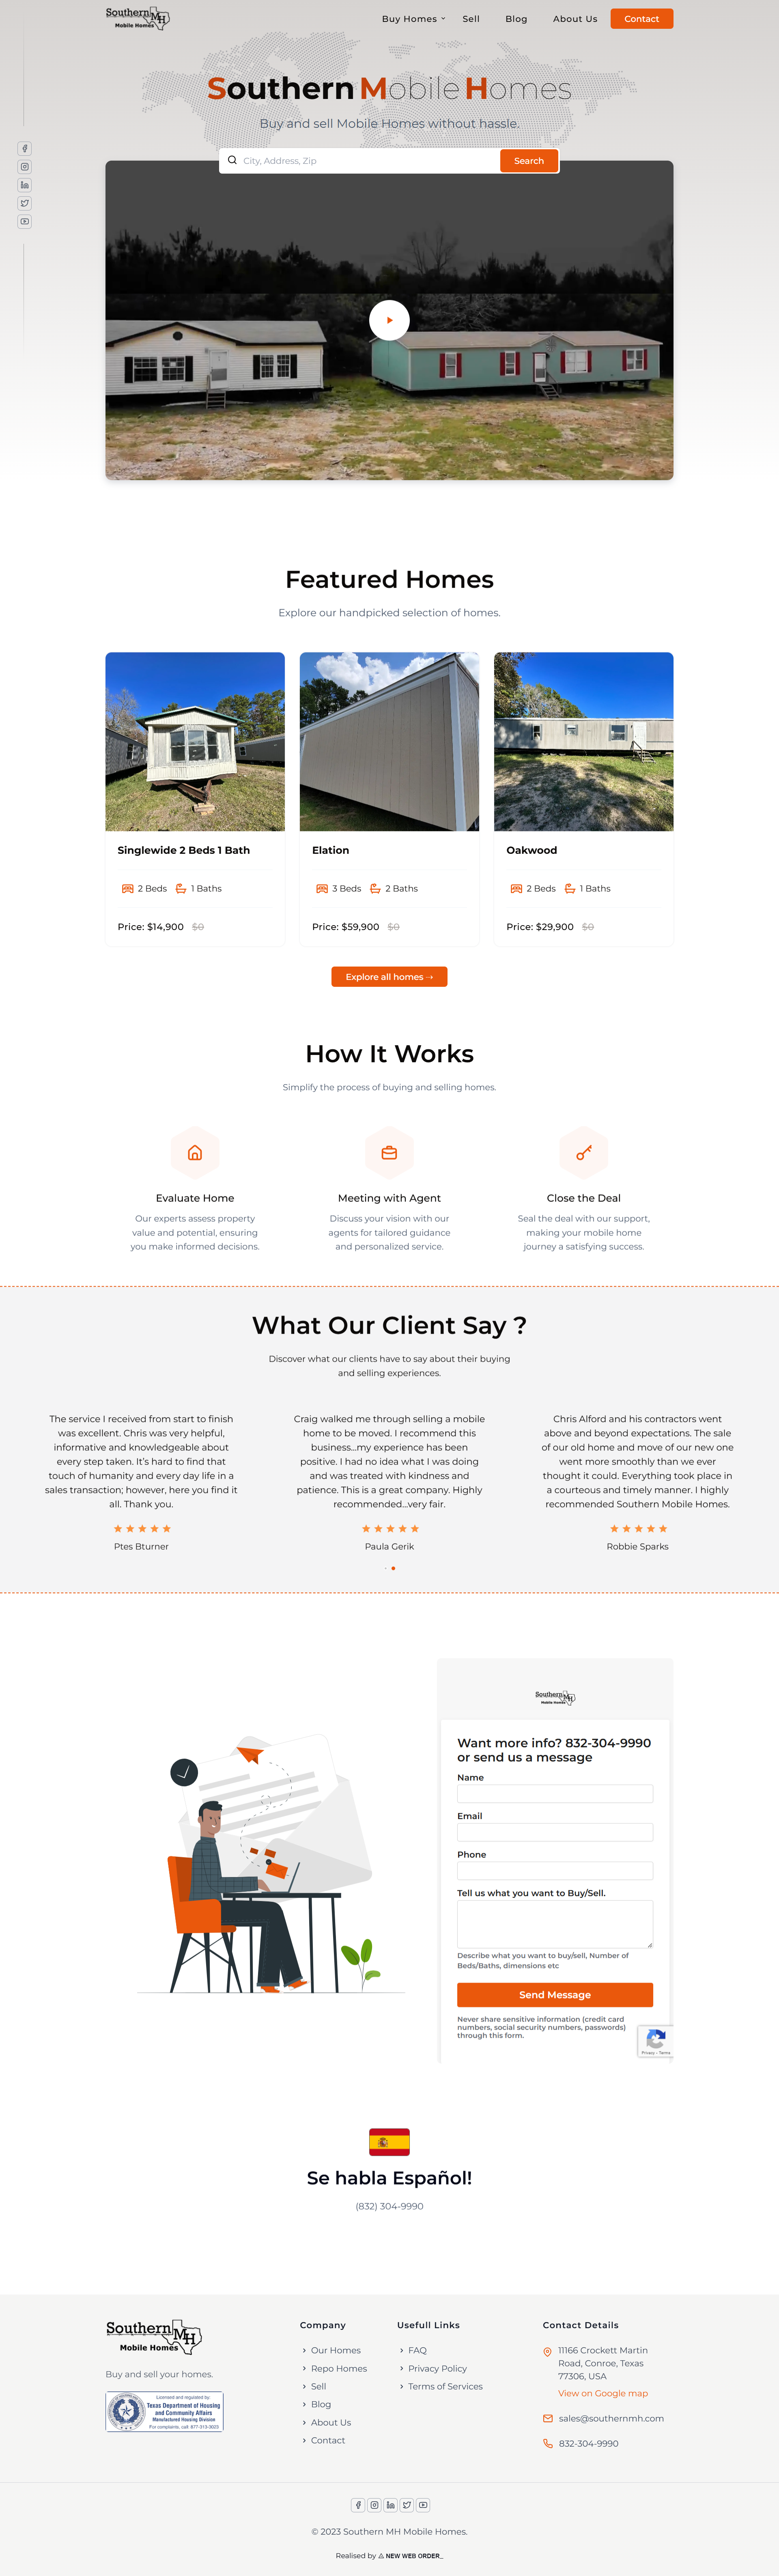 Southern MH
Mobile Homes
Buy Homes
Sell
Blog
About Us
Contact
Southern Mobile Homes
Buy and sell Mobile Homes without hassle.
City, Address, Zip
Search
Featured Homes
Explore our handpicked selection of homes.
Singlewide 2 Beds 1 Bath
2 Beds
1 Baths
Price: $14,900 $0
Elation
3 Beds
2 Baths
Price: $59,900 $0
Oakwood
2 Beds
1 Baths
Price: $29,900 $0
Explore all homes →
How It Works
Simplify the process of buying and selling homes.
Evaluate Home
Our experts assess property
value and potential, ensuring
you make informed decisions.
Meeting with Agent
Discuss your vision with our
agents for tailored guidance
and personalized service.
Close the Deal
Seal the deal with our support,
making your mobile home
journey a satisfying success.
What Our Client Say ?
Discover what our clients have to say about their buying
and selling experiences.
The service I received from start to finish
was excellent. Chris was very helpful,
informative and knowledgeable about
every step taken. It's hard to find that
touch of humanity and every day life in a
sales transaction; however, here you find it
all. Thank you.
Ptes Bturner
Craig walked me through selling a mobile
home to be moved. I recommend this
business...my experience has been
positive. I had no idea what I was doing
and was treated with kindness and
patience. This is a great company. Highly
recommended...very fair.
Paula Gerik
Chris Alford and his contractors went
above and beyond expectations. The sale
of our old home and move of our new one
went more smoothly than we ever
thought it could. Everything took place in
a courteous and timely manner. I highly
recommend Southern Mobile Homes.
Robbie Sparks
Southern MH
Mobile Homes
Want more info? 832-304-9990
or send us a message
Name
Email
Phone
Tell us what you want to Buy/Sell.
Describe what you want to buy/sell, Number of
Beds/Baths, dimensions etc
Send Message
Never share sensitive information (credit card
numbers, social security numbers, passwords)
through this form.
Privacy - Terms
Se habla Español!
(832) 304-9990
Southern MH
Mobile Homes
Buy and sell your homes.
Licensed and regulated by:
Texas Department of Housing
and Community Affairs
Manufactured Housing Division
For complaints, call: 877-313-3023
Company
Our Homes
Repo Homes
Sell
Blog
About Us
Contact
Usefull Links
FAQ
Privacy Policy
Terms of Services
Contact Details
11166 Crockett Martin
Road, Conroe, Texas
77306, USA
View on Google map
sales@southernmh.com
832-304-9990
© 2023 Southern MH Mobile Homes.
Realised by NEW WEB ORDER_